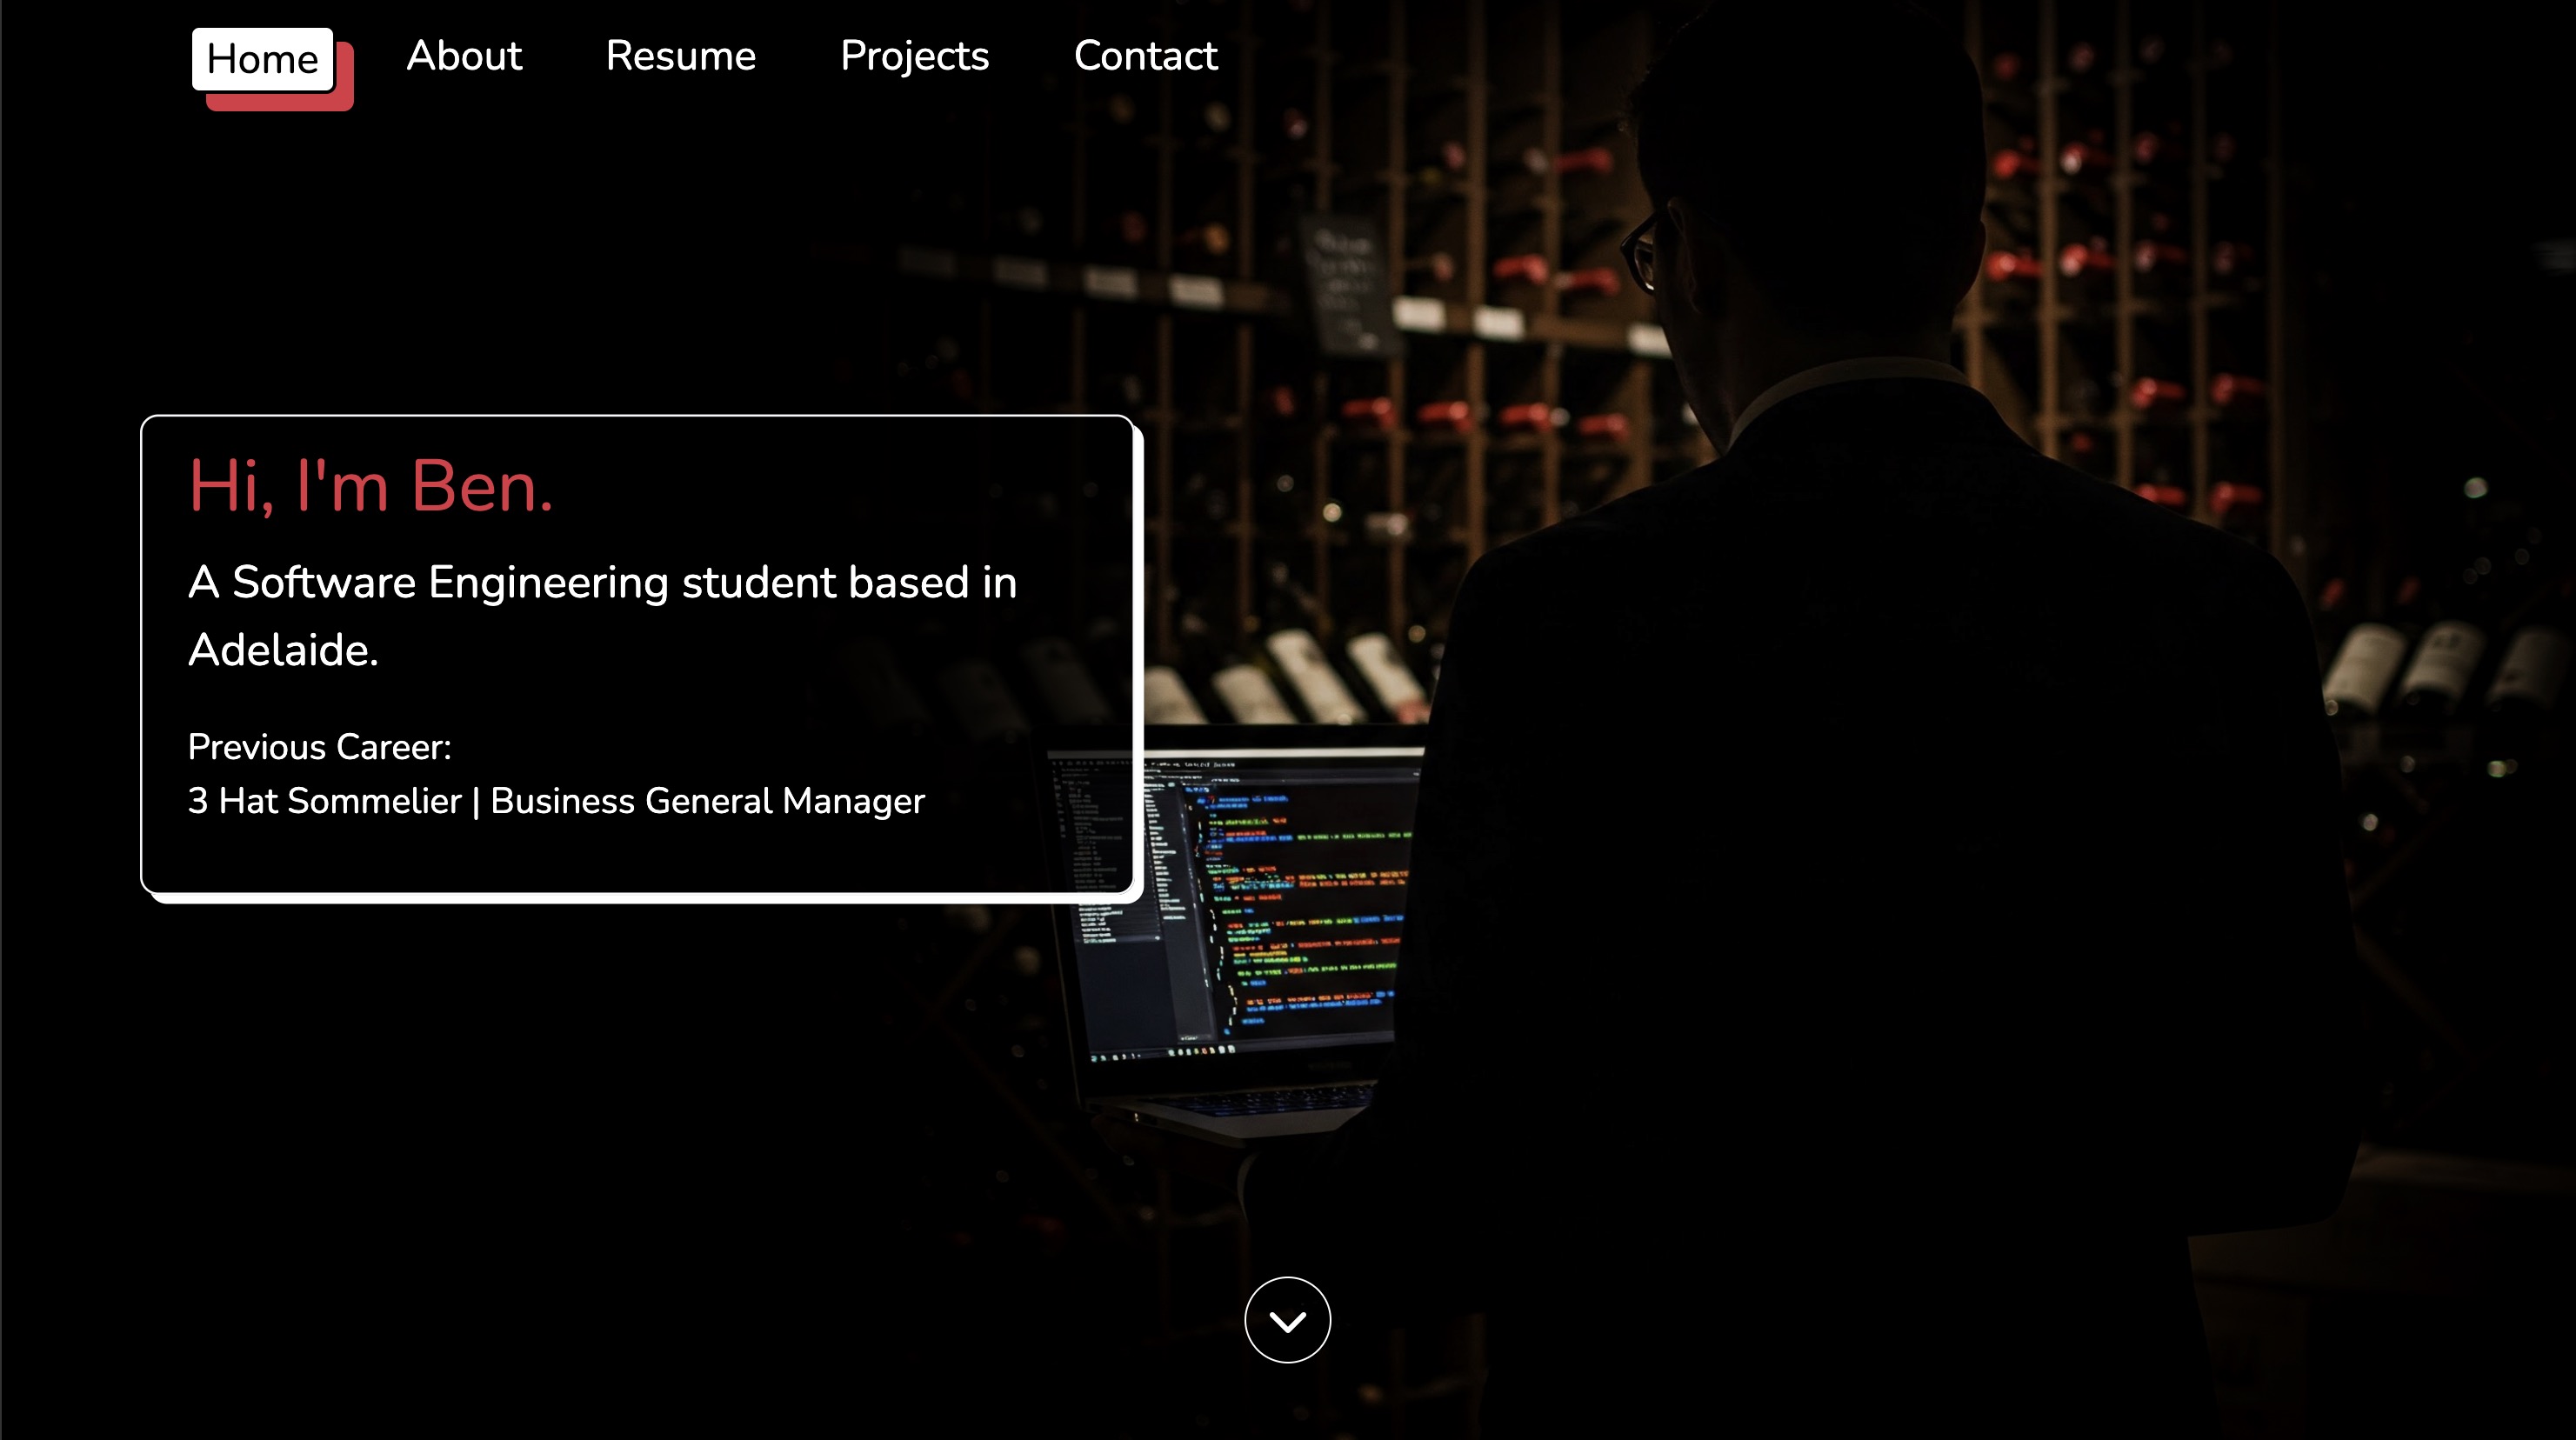 Home
About
Resume
Projects
Contact
Hi, I'm Ben.
A Software Engineering student based in
Adelaide.
Previous Career:
3 Hat Sommelier | Business General Manager